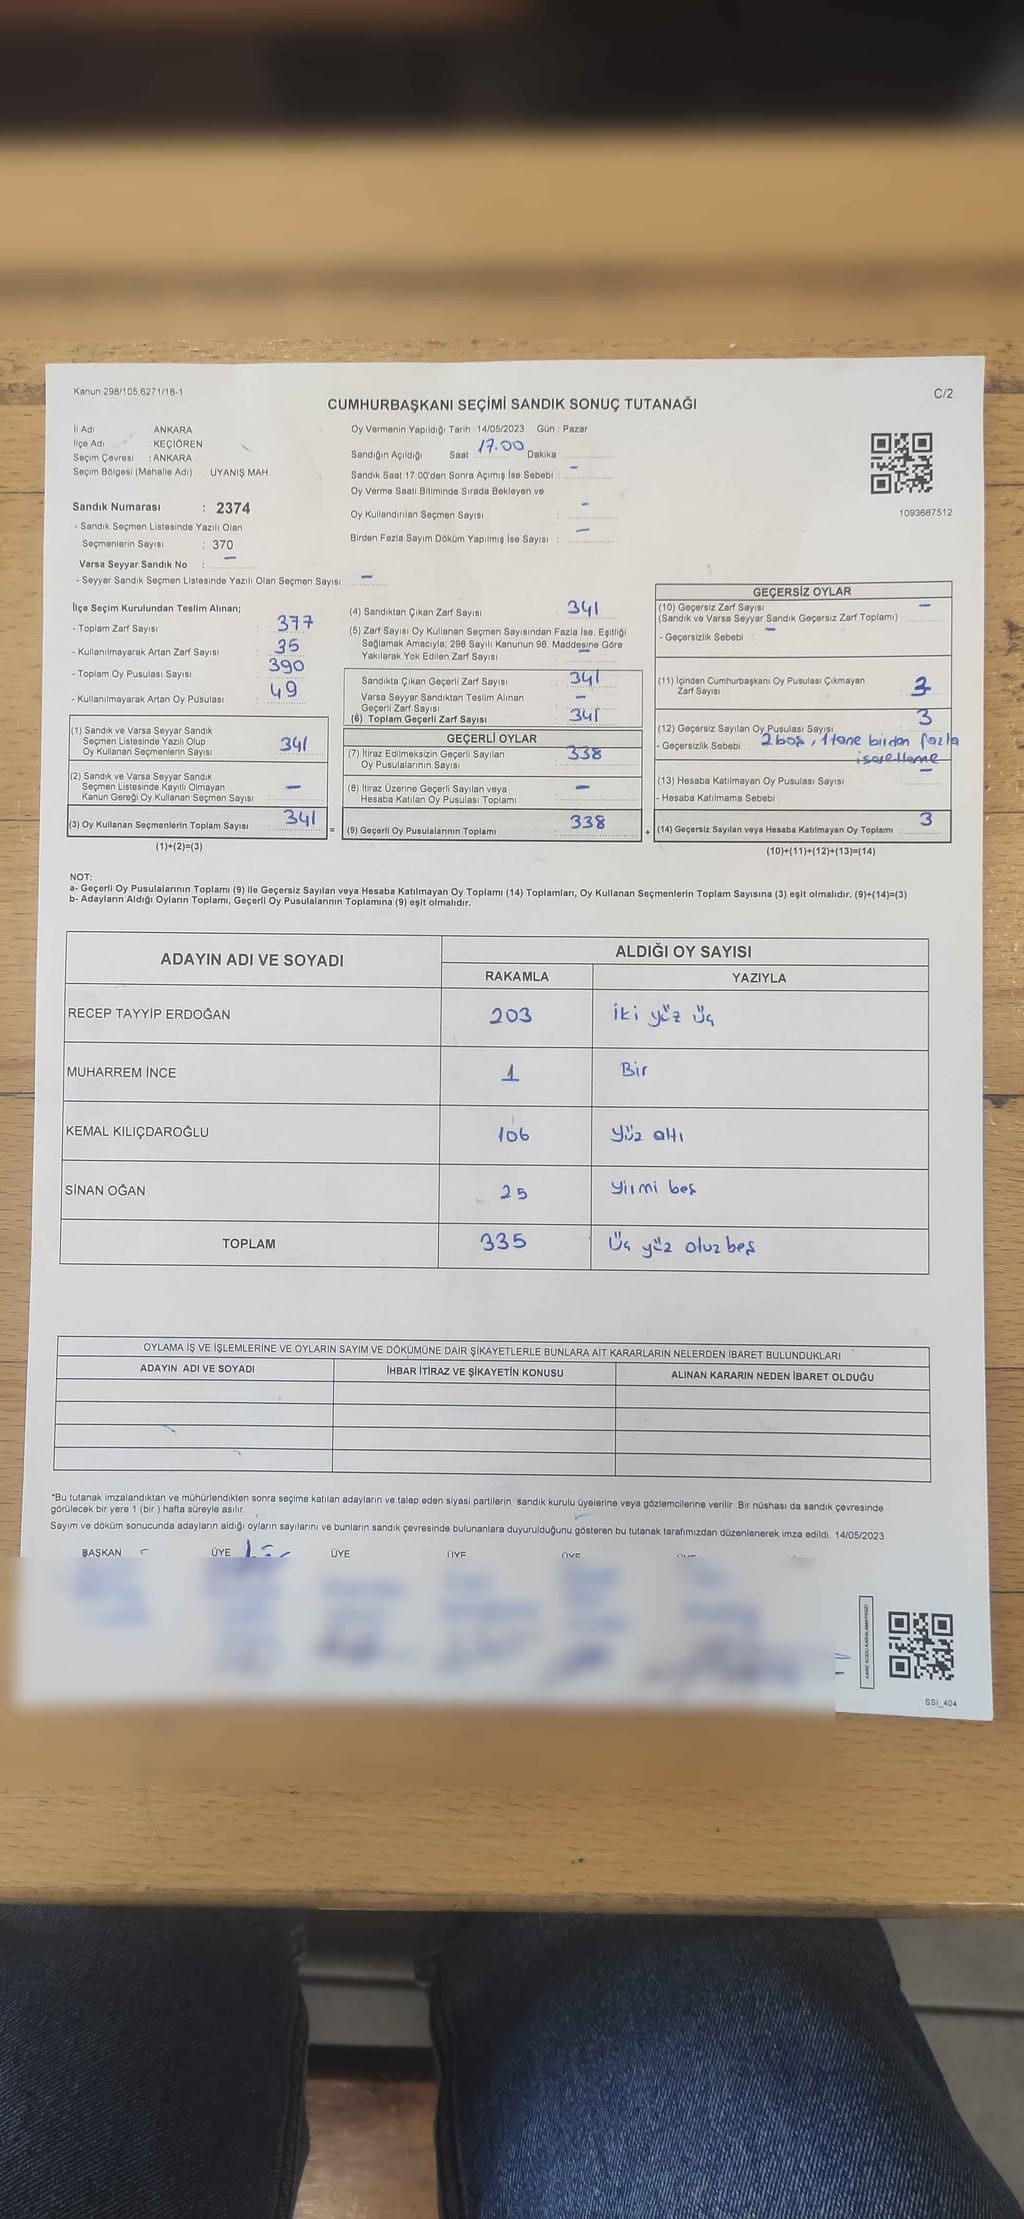 Kanun 298/105,6271/18-1
C/2
CUMHURBAŞKANI SEÇİMİ SANDIK SONUÇ TUTANAĞI
İl Adı ANKARA
İlçe Adı : KEÇİÖREN
Seçim Çevresi : ANKARA
Seçim Bölgesi (Mahalle Adı) : UYANIŞ MAH.
Sandık Numarası : 2374
- Sandık Seçmen Listesinde Yazılı Olan
Seçmenlerin Sayısı : 370
Varsa Seyyar Sandık No : -
- Seyyar Sandık Seçmen Listesinde Yazılı Olan Seçmen Sayısı: -
Oy Vermenin Yapıldığı Tarih : 14/05/2023 Gün : Pazar
Sandığın Açıldığı Saat 17.00 Dakika :
Sandık Saat 17:00'den Sonra Açımış İse Sebebi : -
Oy Verme Saati Bitiminde Sırada Bekleyen ve
Oy Kullandırılan Seçmen Sayısı : -
Birden Fazla Sayım Döküm Yapılmış İse Sayısı : -
1093687512
İlçe Seçim Kurulundan Teslim Alınan;
- Toplam Zarf Sayısı : 377
- Kullanılmayarak Artan Zarf Sayısı : 35
- Toplam Oy Pusulası Sayısı : 390
- Kullanılmayarak Artan Oy Pusulası : 49
(1) Sandık ve Varsa Seyyar Sandık
Seçmen Listesinde Yazılı Olup
Oy Kullanan Seçmenlerin Sayısı : 341
(2) Sandık ve Varsa Seyyar Sandık
Seçmen Listesinde Kayıtlı Olmayan
Kanun Gereği Oy Kullanan Seçmen Sayısı : -
(3) Oy Kullanan Seçmenlerin Toplam Sayısı : 341
(1)+(2)=(3)
(4) Sandıktan Çıkan Zarf Sayısı : 341
(5) Zarf Sayısı Oy Kullanan Seçmen Sayısından Fazla İse, Eşitliği
Sağlamak Amacıyla; 298 Sayılı Kanunun 98. Maddesine Göre
Yakılarak Yok Edilen Zarf Sayısı : -
Sandıkta Çıkan Geçerli Zarf Sayısı : 341
Varsa Seyyar Sandıktan Teslim Alınan
Geçerli Zarf Sayısı : -
(6) Toplam Geçerli Zarf Sayısı : 341
GEÇERLİ OYLAR
(7) İtiraz Edilmeksizin Geçerli Sayılan
Oy Pusulalarının Sayısı : 338
(8) İtiraz Üzerine Geçerli Sayılan veya
Hesaba Katılan Oy Pusulası Toplamı : -
=
(9) Geçerli Oy Pusulalarının Toplamı : 338
GEÇERSİZ OYLAR
(10) Geçersiz Zarf Sayısı -
(Sandık ve Varsa Seyyar Sandık Geçersiz Zarf Toplamı)
- Geçersizlik Sebebi : -
(11) İçinden Cumhurbaşkanı Oy Pusulası Çıkmayan
Zarf Sayısı
(12) Geçersiz Sayılan Oy Pusulası Sayısı 3
- Geçersizlik Sebebi : 2 boş, 1 tane birden fazla
işaretleme
(13) Hesaba Katılmayan Oy Pusulası Sayısı : -
- Hesaba Katılmama Sebebi :
+ (14) Geçersiz Sayılan veya Hesaba Katılmayan Oy Toplamı : 3
(10)+(11)+(12)+(13)=(14)
NOT:
a- Geçerli Oy Pusulalarının Toplamı (9) ile Geçersiz Sayılan veya Hesaba Katılmayan Oy Toplamı (14) Toplamları, Oy Kullanan Seçmenlerin Toplam Sayısına (3) eşit olmalıdır. (9)+(14)=(3)
b- Adayların Aldığı Oyların Toplamı, Geçerli Oy Pusulalarının Toplamına (9) eşit olmalıdır.
ADAYIN ADI VE SOYADI ALDIĞI OY SAYISI
RAKAMLA YAZIYLA
RECEP TAYYİP ERDOĞAN 203 İki yüz üç
MUHARREM İNCE 1 Bir
KEMAL KILIÇDAROĞLU 106 Yüz altı
SİNAN OĞAN 25 Yirmi beş
TOPLAM 335 Üç yüz otuz beş
OYLAMA İŞ VE İŞLEMLERİNE VE OYLARIN SAYIM VE DÖKÜMÜNE DAİR ŞİKAYETLERLE BUNLARA AİT KARARLARIN NELERDEN İBARET BULUNDUKLARI
ADAYIN ADI VE SOYADI İHBAR İTİRAZ VE ŞİKAYETİN KONUSU ALINAN KARARIN NEDEN İBARET OLDUĞU
*Bu tutanak imzalandıktan ve mühürlendikten sonra seçime katılan adayların ve talep eden siyasi partilerin sandık kurulu üyelerine veya gözlemcilerine verilir Bir nüshası da sandık çevresinde
görülecek bir yere 1 (bir ) hafta süreyle asılır.
Sayım ve döküm sonucunda adayların aldığı oyların sayılarını ve bunların sandık çevresinde bulunanlara duyurulduğunu gösteren bu tutanak tarafımızdan düzenlenerek imza edildi. 14/05/2023
BAŞKAN ÜYE ÜYE ÜYE ÜYE
SSI_404